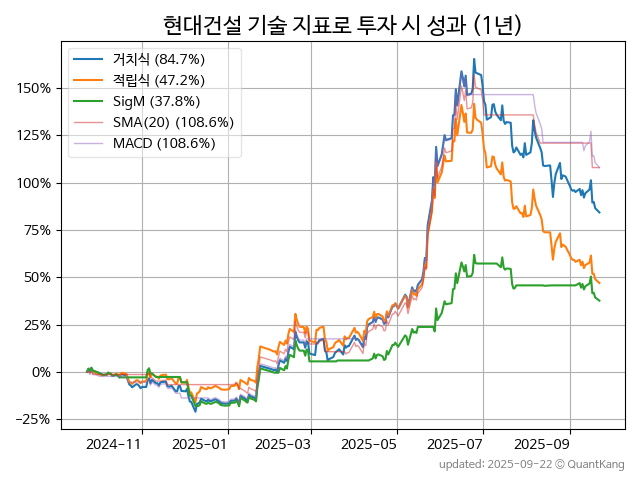 현대건설 기술 지표로 투자 시 성과 (1년)
거치식 (84.7%)
적립식 (47.2%)
SigM (37.8%)
SMA(20) (108.6%)
MACD (108.6%)
150%
125%
100%
75%
50%
25%
0%
−25%
2024-11 2025-01 2025-03 2025-05 2025-07 2025-09
updated: 2025-09-22 © QuantKang